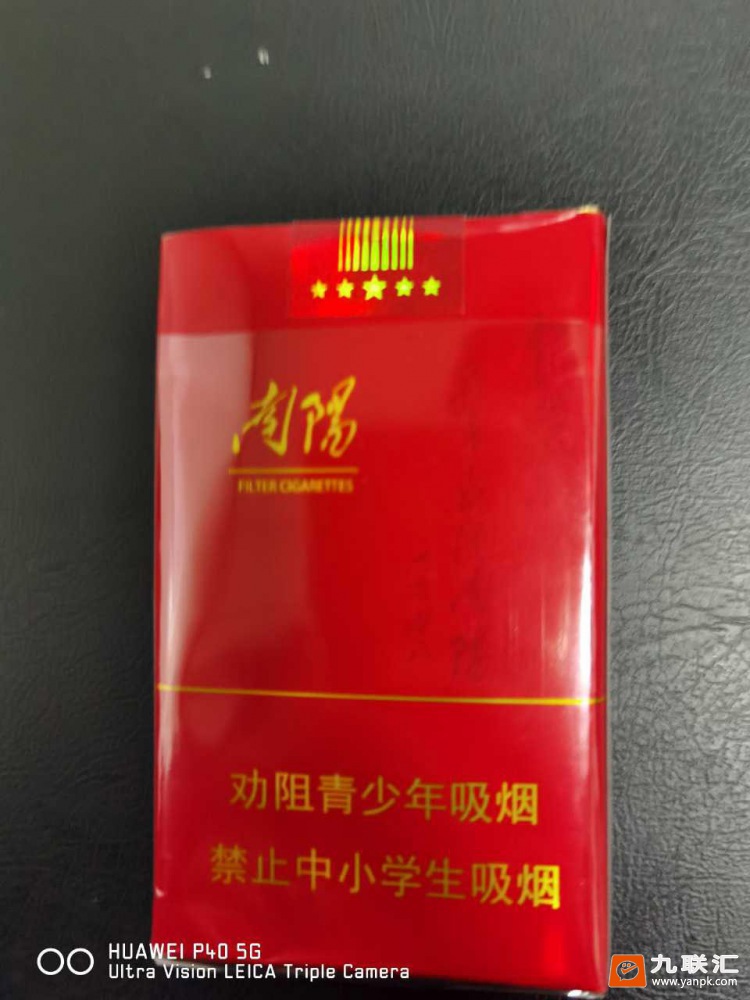 南陽
FILTER CIGARETTES
劝阻青少年吸烟
禁止中小学生吸烟
HUAWEI P40 5G
Ultra Vision LEICA Triple Camera
九联汇
www.yanpk.com